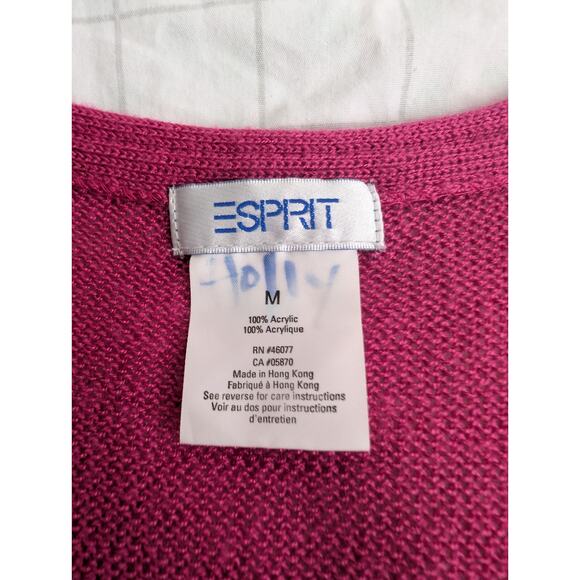 ESPRIT
Holly
M
100% Acrylic
100% Acrylique
RN #46077
CA #05870
Made in Hong Kong
Fabriqué à Hong Kong
See reverse for care instructions
Voir au dos pour instructions
d'entretien